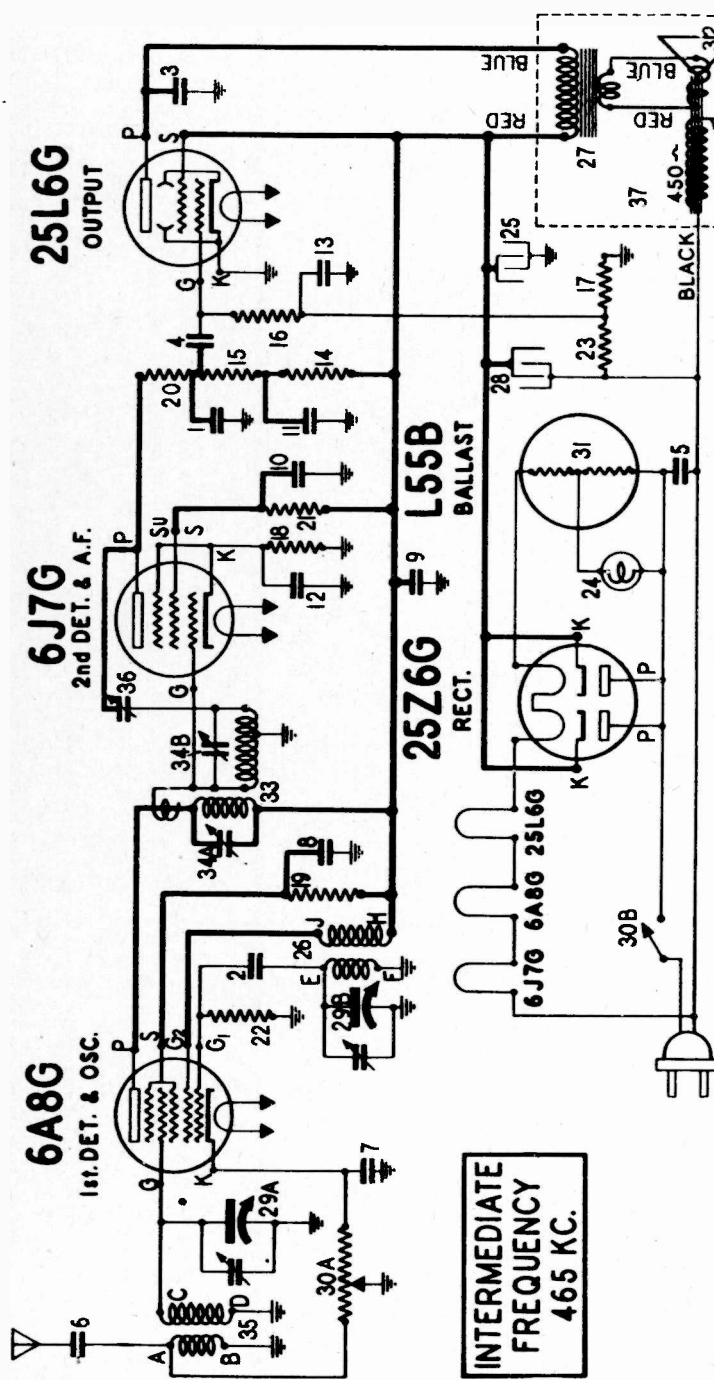 6A8G
1st. DET. & OSC.
6J7G
2nd DET. & A.F.
25L6G
OUTPUT
6
A
B
C
D
35
G
K
29A
30A
7
P
S
G2
G1
22
2
E
F
29B
26
J
H
19
8
34A
33
34B
36
G
P
SU
S
K
12
18
21
10
9
20
1
15
11
14
4
16
13
G
K
P
S
3
INTERMEDIATE
FREQUENCY
465 KC.
30B
6J7G
6A8G
25L6G
25Z6G
RECT.
K
K
P
P
24
L55B
BALLAST
31
5
28
23
17
25
BLACK
RED
BLUE
27
RED
BLUE
37
450